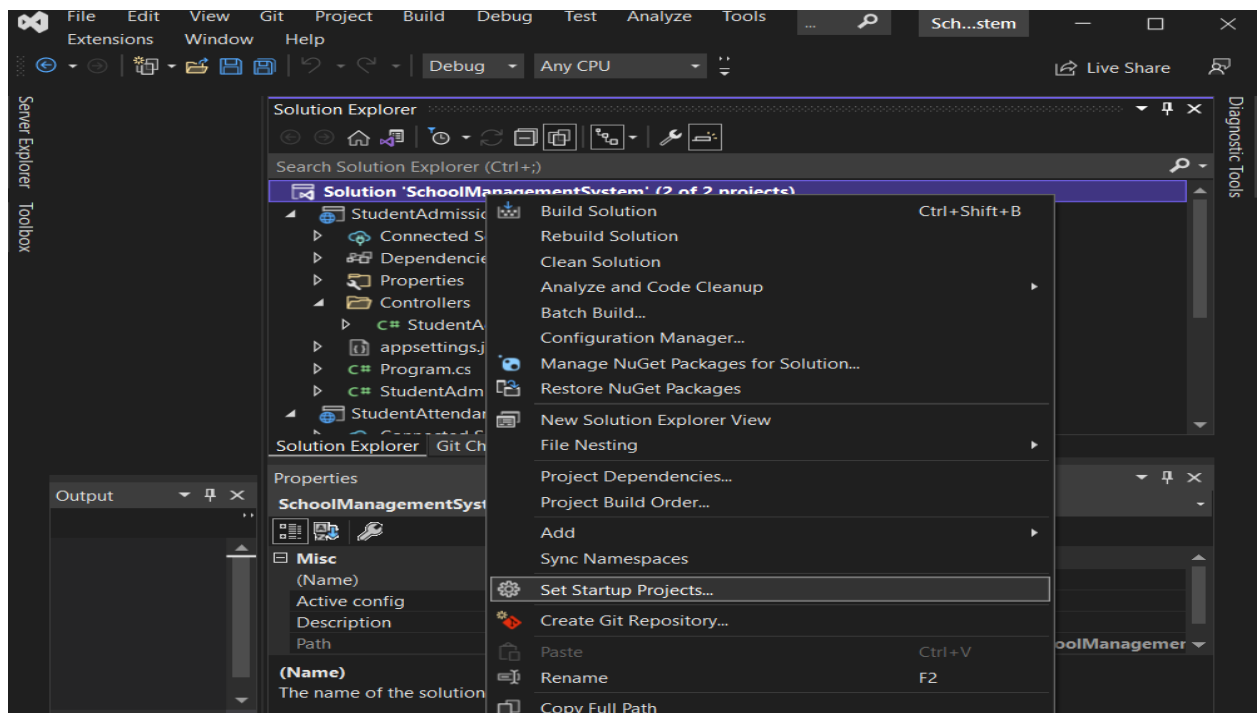 File Edit View Git Project Build Debug Test Analyze Tools ... Sch...stem
Extensions Window Help
Debug Any CPU Live Share
Server Explorer
Toolbox
Diagnostic Tools
Solution Explorer
Search Solution Explorer (Ctrl+;)
Solution 'SchoolManagementSystem' (2 of 2 projects)
StudentAdmissio
Connected S
Dependencie
Properties
Controllers
C# StudentA
appsettings.j
C# Program.cs
C# StudentAdm
StudentAttendar
Solution Explorer Git Ch
Build Solution Ctrl+Shift+B
Rebuild Solution
Clean Solution
Analyze and Code Cleanup
Batch Build...
Configuration Manager...
Manage NuGet Packages for Solution...
Restore NuGet Packages
New Solution Explorer View
File Nesting
Project Dependencies...
Project Build Order...
Add
Sync Namespaces
Set Startup Projects...
Create Git Repository...
Paste Ctrl+V
Rename F2
Copy Full Path
Output
Properties
SchoolManagementSyst
Misc
(Name)
Active config
Description
Path oolManagemer
(Name)
The name of the solution